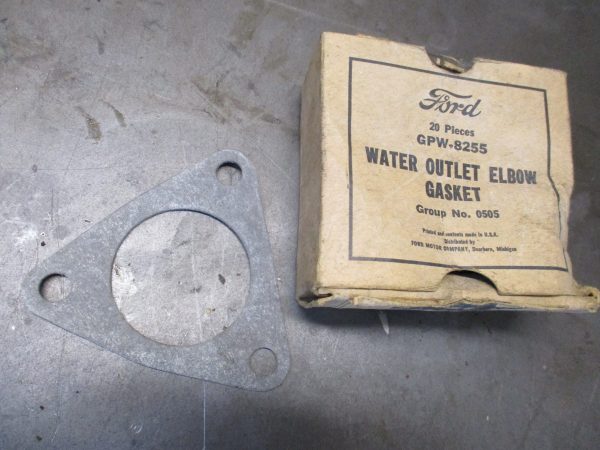 Ford
20 Pieces
GPW-8255
WATER OUTLET ELBOW
GASKET
Group No. 0505
Printed and contents made in U.S.A.
Distributed by
FORD MOTOR COMPANY, Dearborn, Michigan